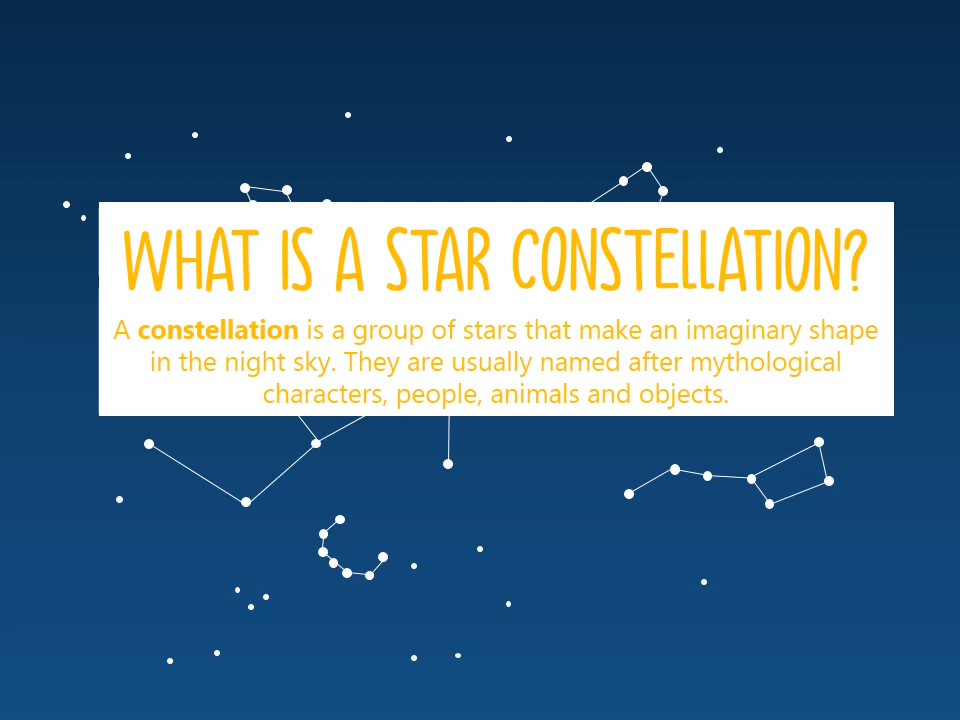 WHAT IS A STAR CONSTELLATION?
A constellation is a group of stars that make an imaginary shape
in the night sky. They are usually named after mythological
characters, people, animals and objects.